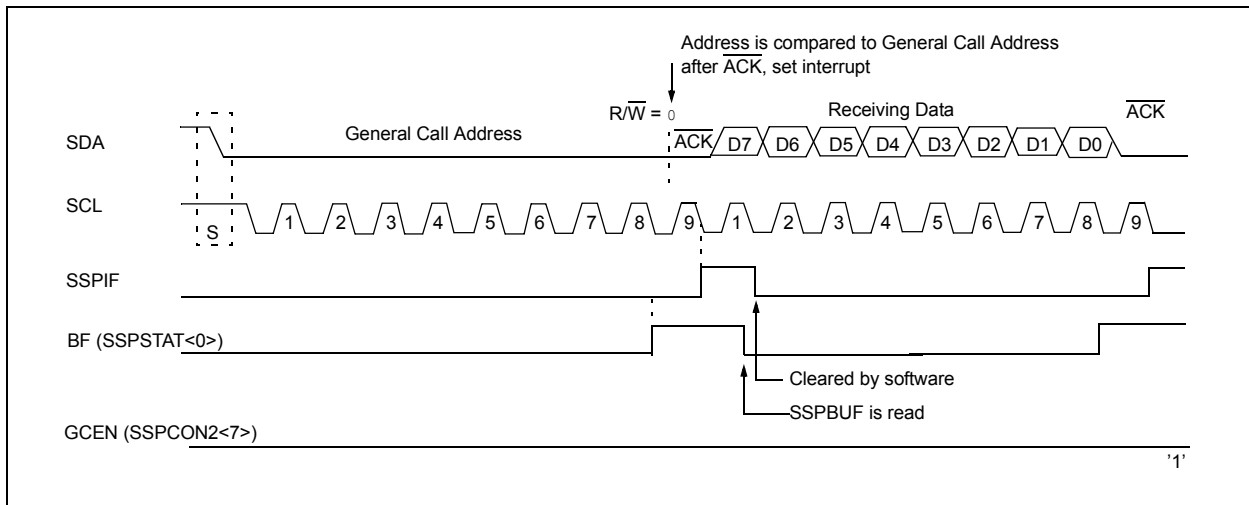 Address is compared to General Call Address
after ACK, set interrupt
R/W = 0
Receiving Data
ACK
General Call Address
SDA
ACK
D7 D6 D5 D4 D3 D2 D1 D0
SCL
S
1 2 3 4 5 6 7 8 9 1 2 3 4 5 6 7 8 9
SSPIF
BF (SSPSTAT<0>)
Cleared by software
SSPBUF is read
GCEN (SSPCON2<7>)
'1'